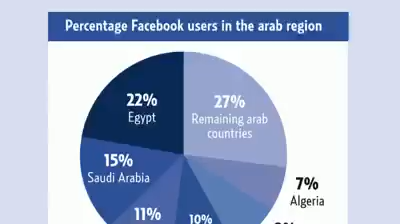 Percentage Facebook users in the arab region
22%
Egypt
27%
Remaining arab
countries
15%
Saudi Arabia
7%
Algeria
11%
10%